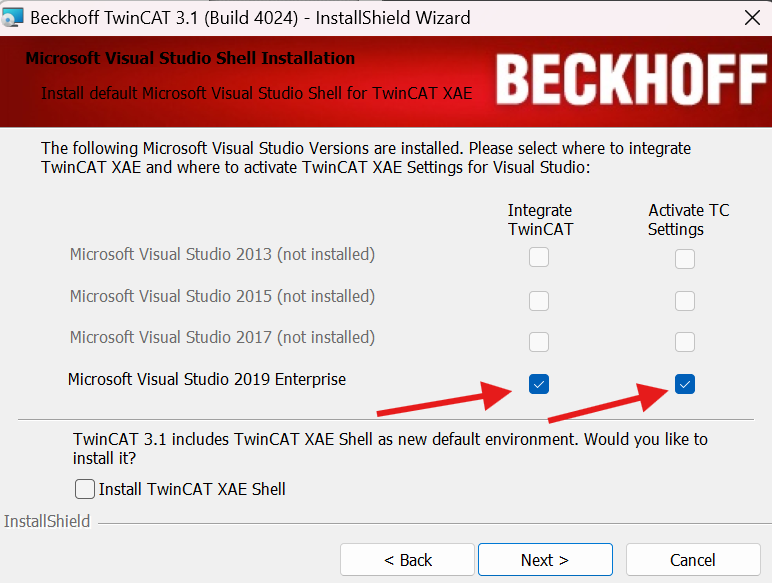 Beckhoff TwinCAT 3.1 (Build 4024) - InstallShield Wizard
Microsoft Visual Studio Shell Installation
Install default Microsoft Visual Studio Shell for TwinCAT XAE
BECKHOFF
The following Microsoft Visual Studio Versions are installed. Please select where to integrate
TwinCAT XAE and where to activate TwinCAT XAE Settings for Visual Studio:
Integrate
TwinCAT
Activate TC
Settings
Microsoft Visual Studio 2013 (not installed)
Microsoft Visual Studio 2015 (not installed)
Microsoft Visual Studio 2017 (not installed)
Microsoft Visual Studio 2019 Enterprise
TwinCAT 3.1 includes TwinCAT XAE Shell as new default environment. Would you like to
install it?
Install TwinCAT XAE Shell
InstallShield
< Back
Next >
Cancel